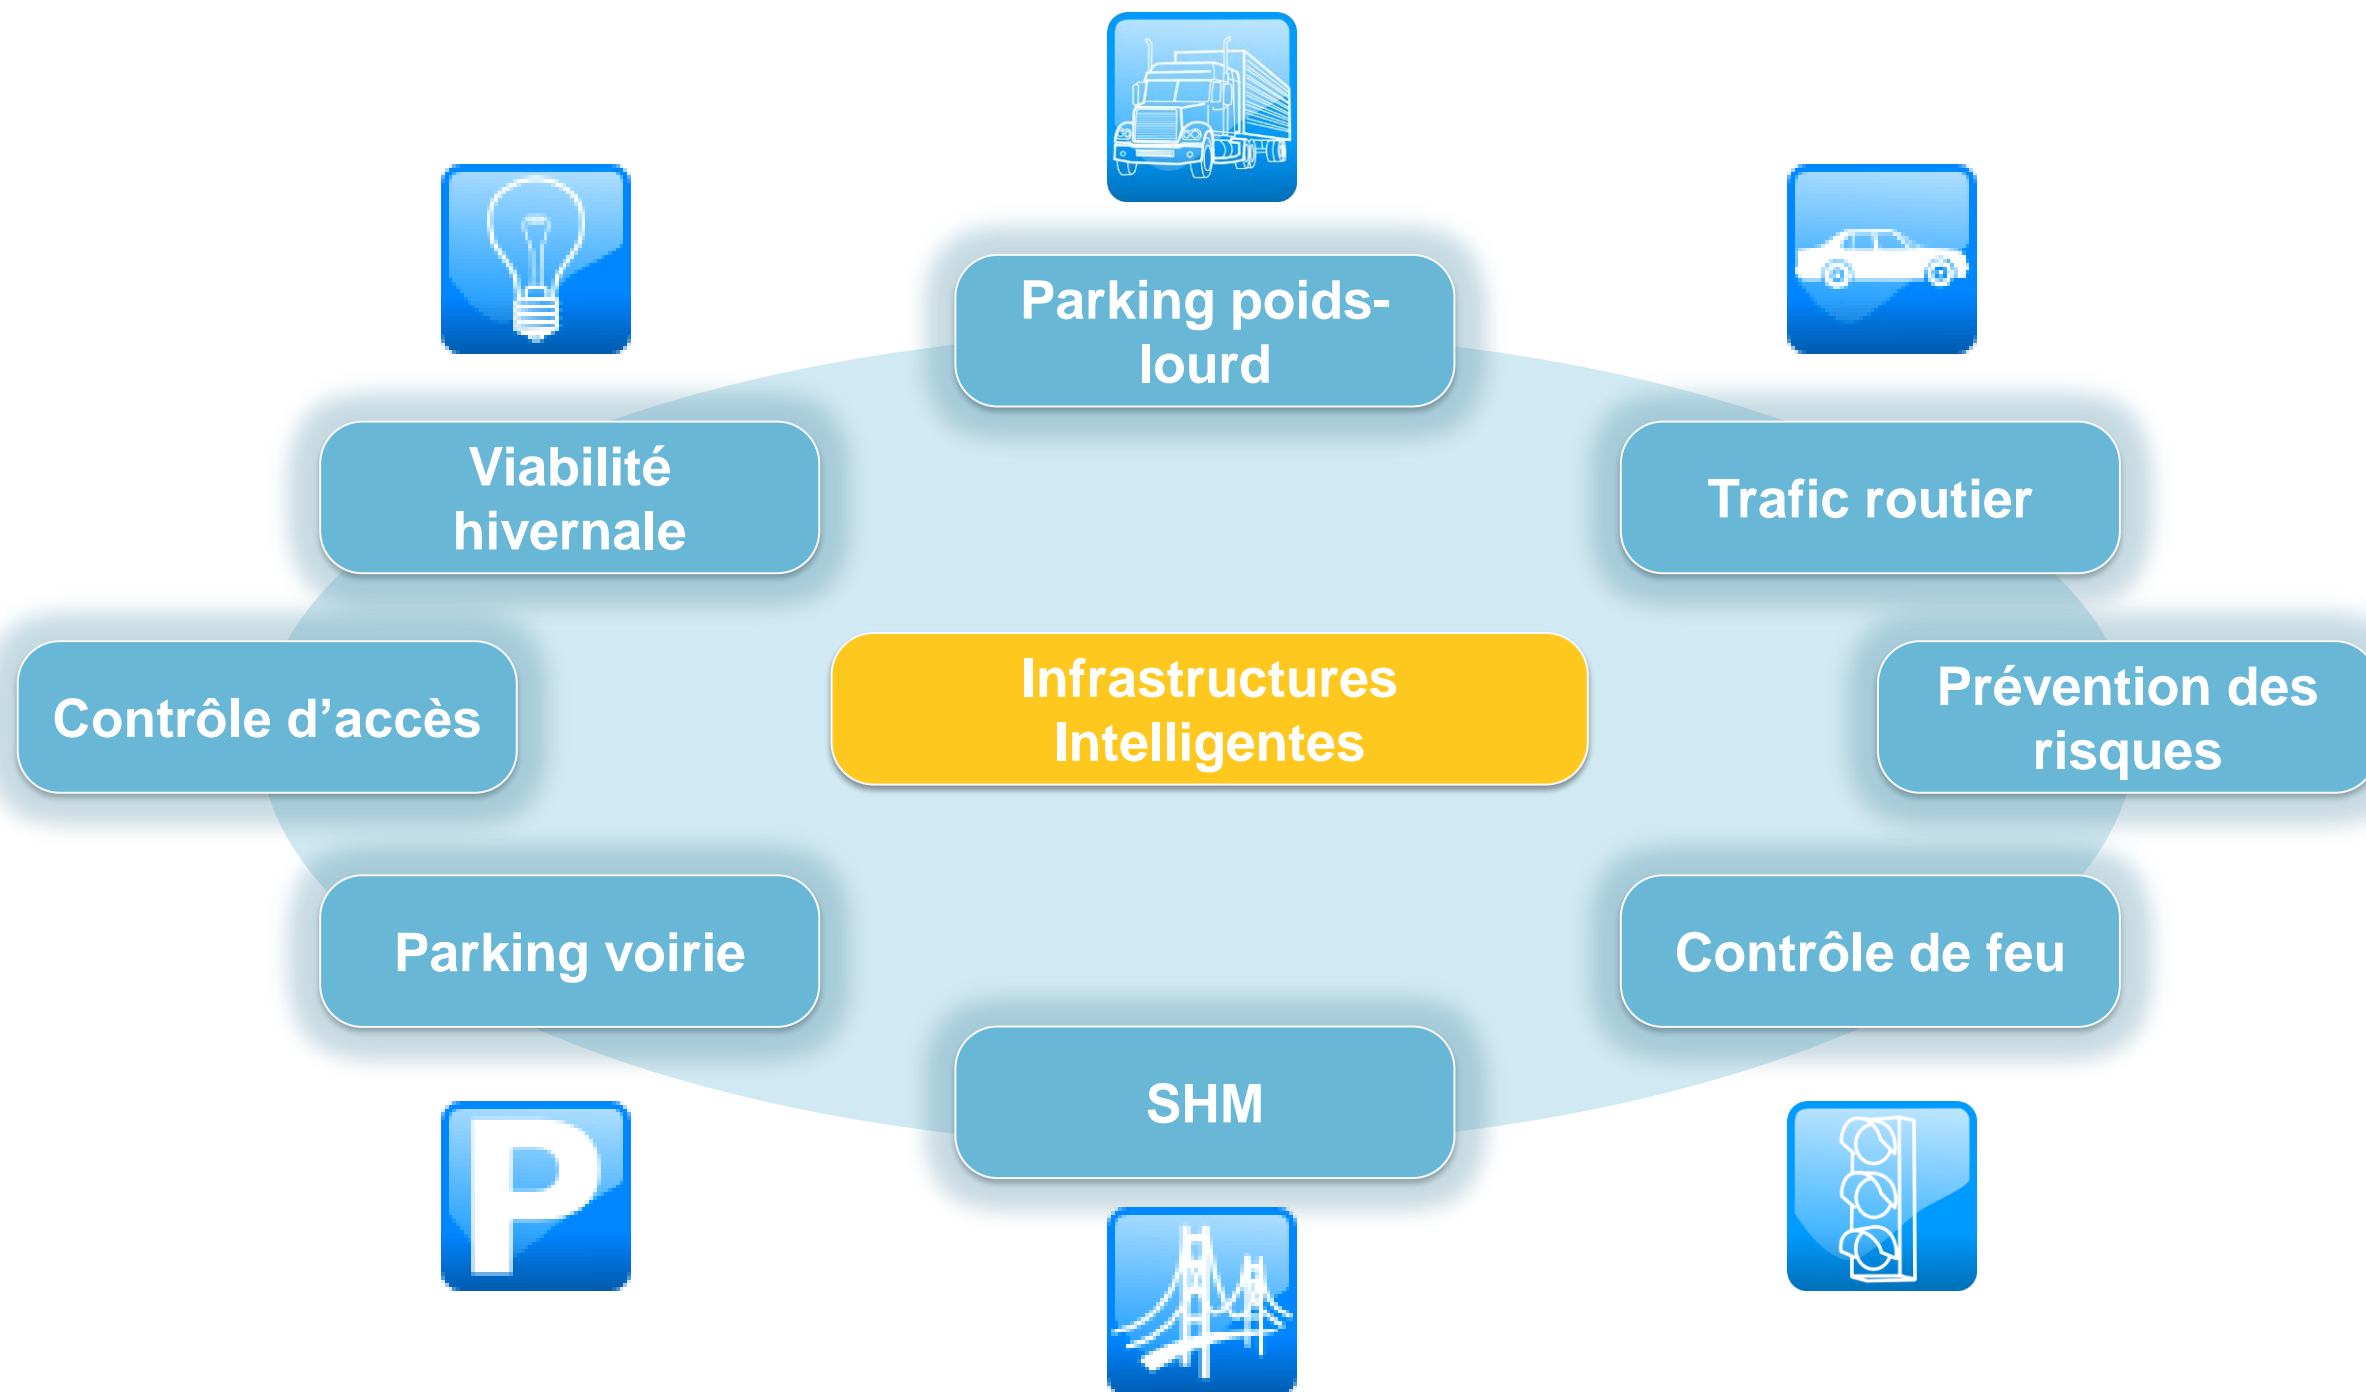 Parking poids-
lourd
Viabilité
hivernale
Trafic routier
Contrôle d’accès
Infrastructures
Intelligentes
Prévention des
risques
Parking voirie
Contrôle de feu
SHM
P